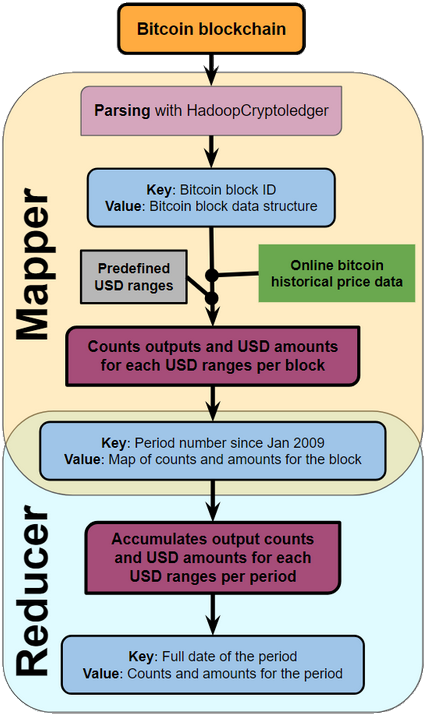 Bitcoin blockchain
Mapper
Parsing with HadoopCryptoledger
Key: Bitcoin block ID
Value: Bitcoin block data structure
Predefined
USD ranges
Online bitcoin
historical price data
Counts outputs and USD amounts
for each USD ranges per block
Key: Period number since Jan 2009
Value: Map of counts and amounts for the block
Reducer
Accumulates output counts
and USD amounts for each
USD ranges per period
Key: Full date of the period
Value: Counts and amounts for the period